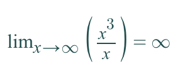 lim_{x→∞} (x^3/x) = ∞